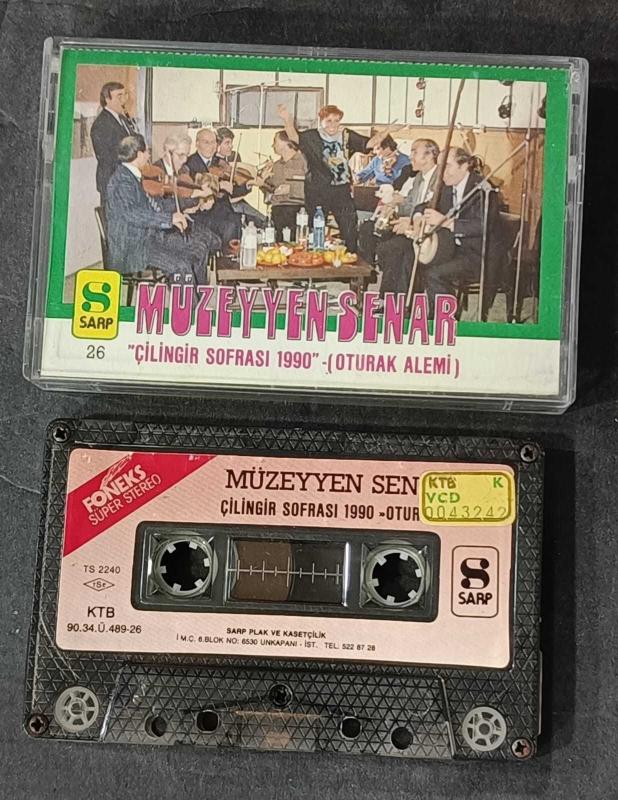 S
SARP
MÜZEYYEN SENAR
26
"ÇİLİNGİR SOFRASI 1990"-(OTURAK ALEMİ)
FONEKS
SÜPER STEREO
MÜZEYYEN SEN
ÇİLİNGİR SOFRASI 1990 »OTUR
KTB K
VCD
0043242
TS 2240
TSE
KTB
90.34.Ü.489-26
S
SARP
SARP PLAK VE KASETÇİLİK
İ M.Ç. 6.BLOK NO: 6530 UNKAPANI - İST. TEL: 522 87 28